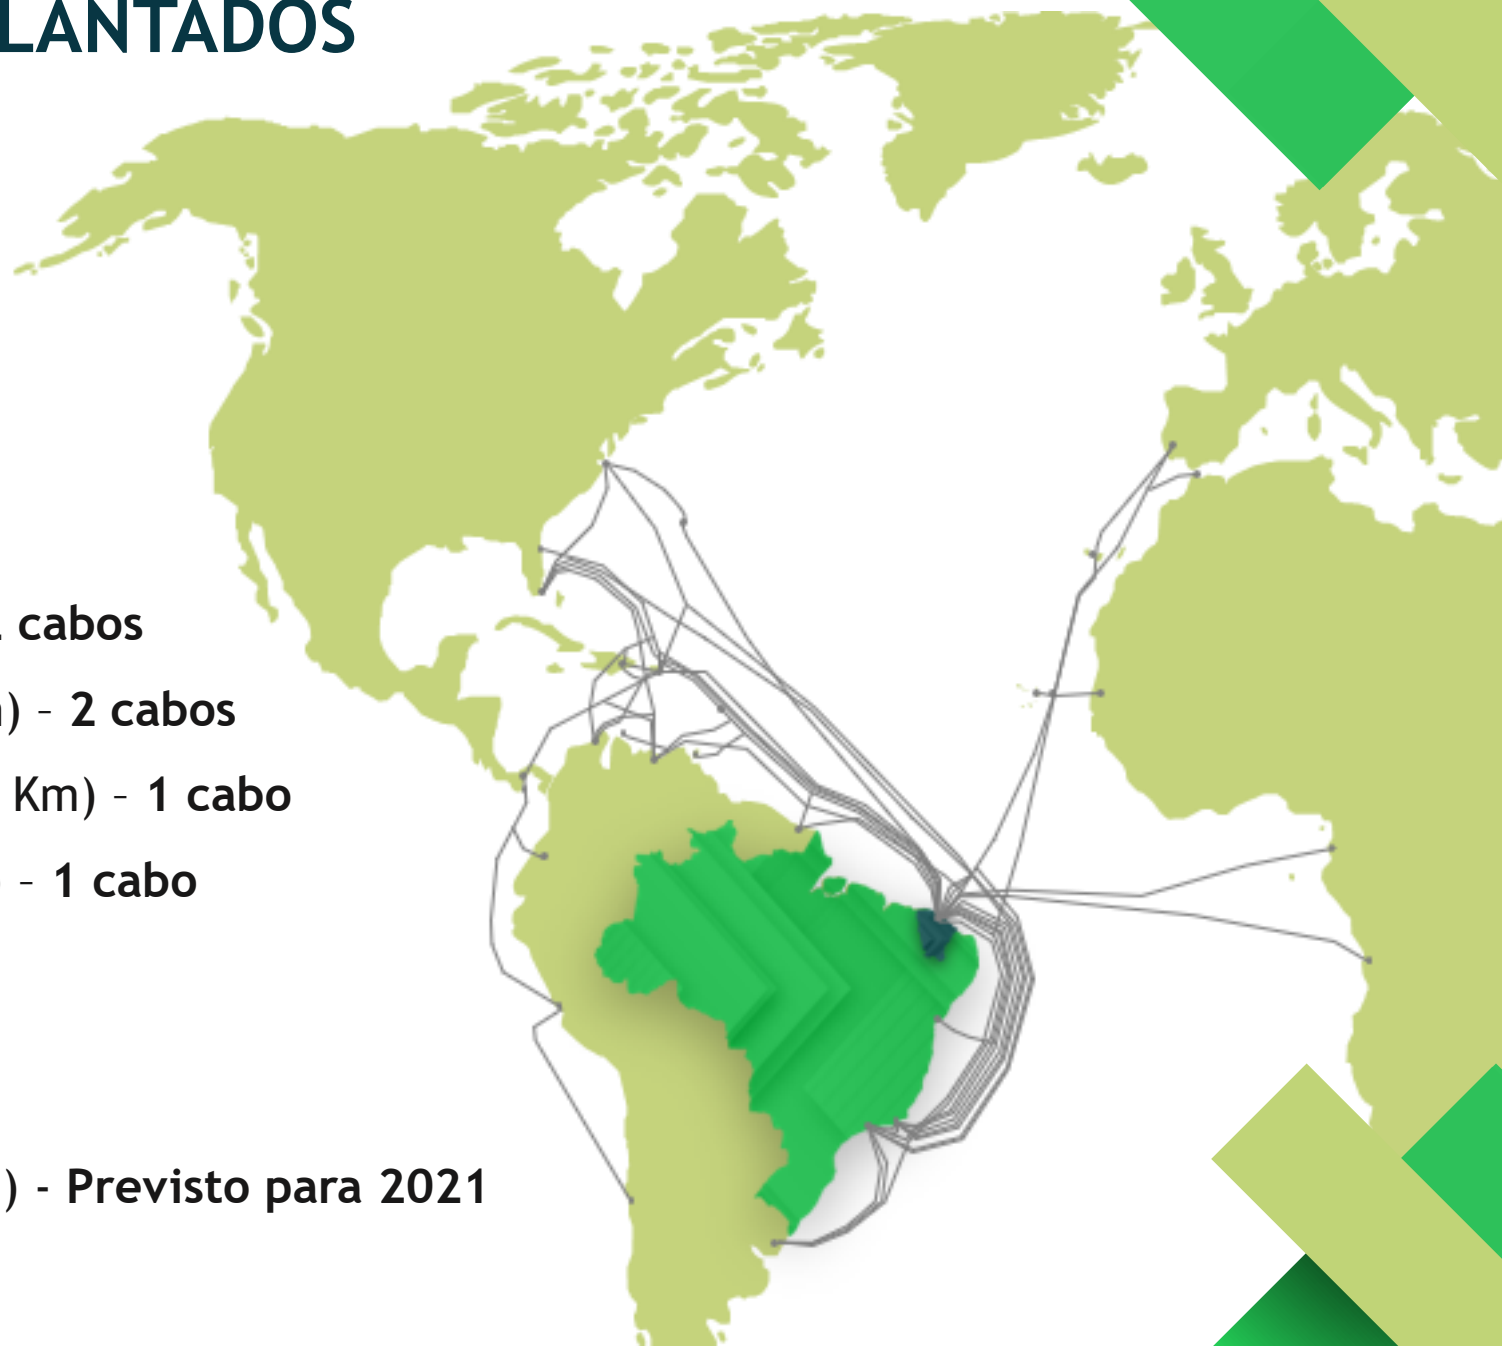 LANTADOS
cabos
) – 2 cabos
Km) – 1 cabo
– 1 cabo
) - Previsto para 2021